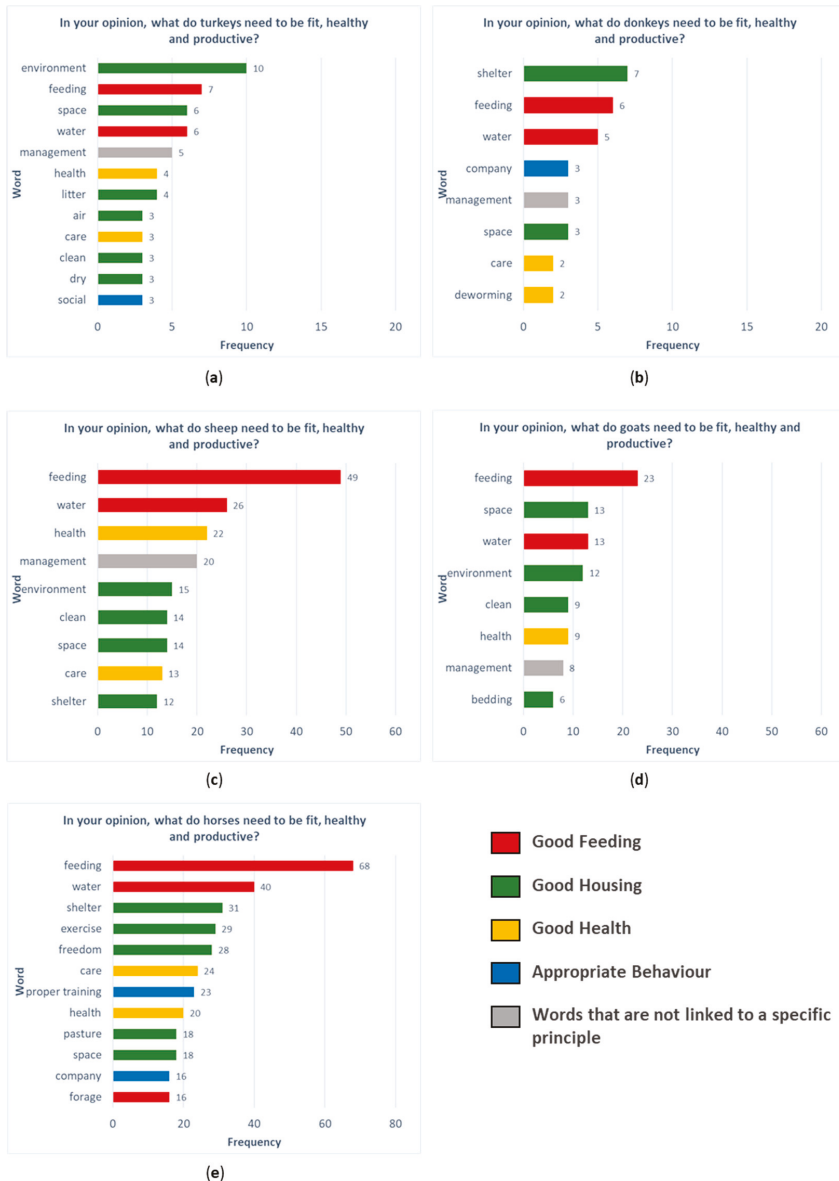 In your opinion, what do turkeys need to be fit, healthy
and productive?
Word
environment 10
feeding 7
space 6
water 6
management 5
health 4
litter 4
air 3
care 3
clean 3
dry 3
social 3
0 5 10 15 20
Frequency
(a)
In your opinion, what do donkeys need to be fit, healthy
and productive?
Word
shelter 7
feeding 6
water 5
company 3
management 3
space 3
care 2
deworming 2
0 5 10 15 20
Frequency
(b)
In your opinion, what do sheep need to be fit, healthy
and productive?
Word
feeding 49
water 26
health 22
management 20
environment 15
clean 14
space 14
care 13
shelter 12
0 10 20 30 40 50 60
Frequency
(c)
In your opinion, what do goats need to be fit, healthy and
productive?
Word
feeding 23
space 13
water 13
environment 12
clean 9
health 9
management 8
bedding 6
0 10 20 30 40 50 60
Frequency
(d)
In your opinion, what do horses need to be fit, healthy
and productive?
Word
feeding 68
water 40
shelter 31
exercise 29
freedom 28
care 24
proper training 23
health 20
pasture 18
space 18
company 16
forage 16
0 20 40 60 80
Frequency
(e)
Good Feeding
Good Housing
Good Health
Appropriate Behaviour
Words that are not linked to a specific
principle